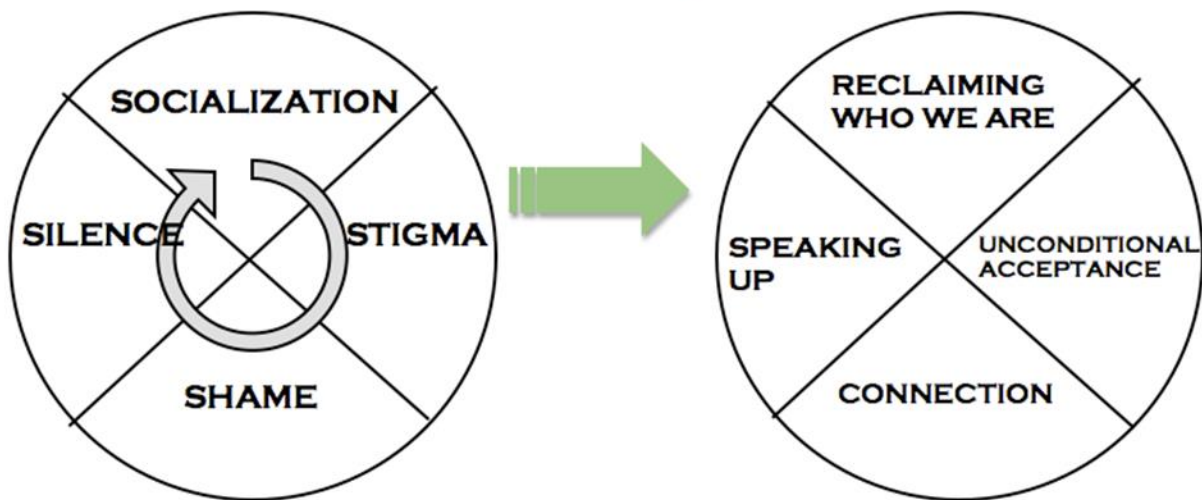 SOCIALIZATION
SILENCE
STIGMA
SHAME
RECLAIMING
WHO WE ARE
SPEAKING
UP
UNCONDITIONAL
ACCEPTANCE
CONNECTION